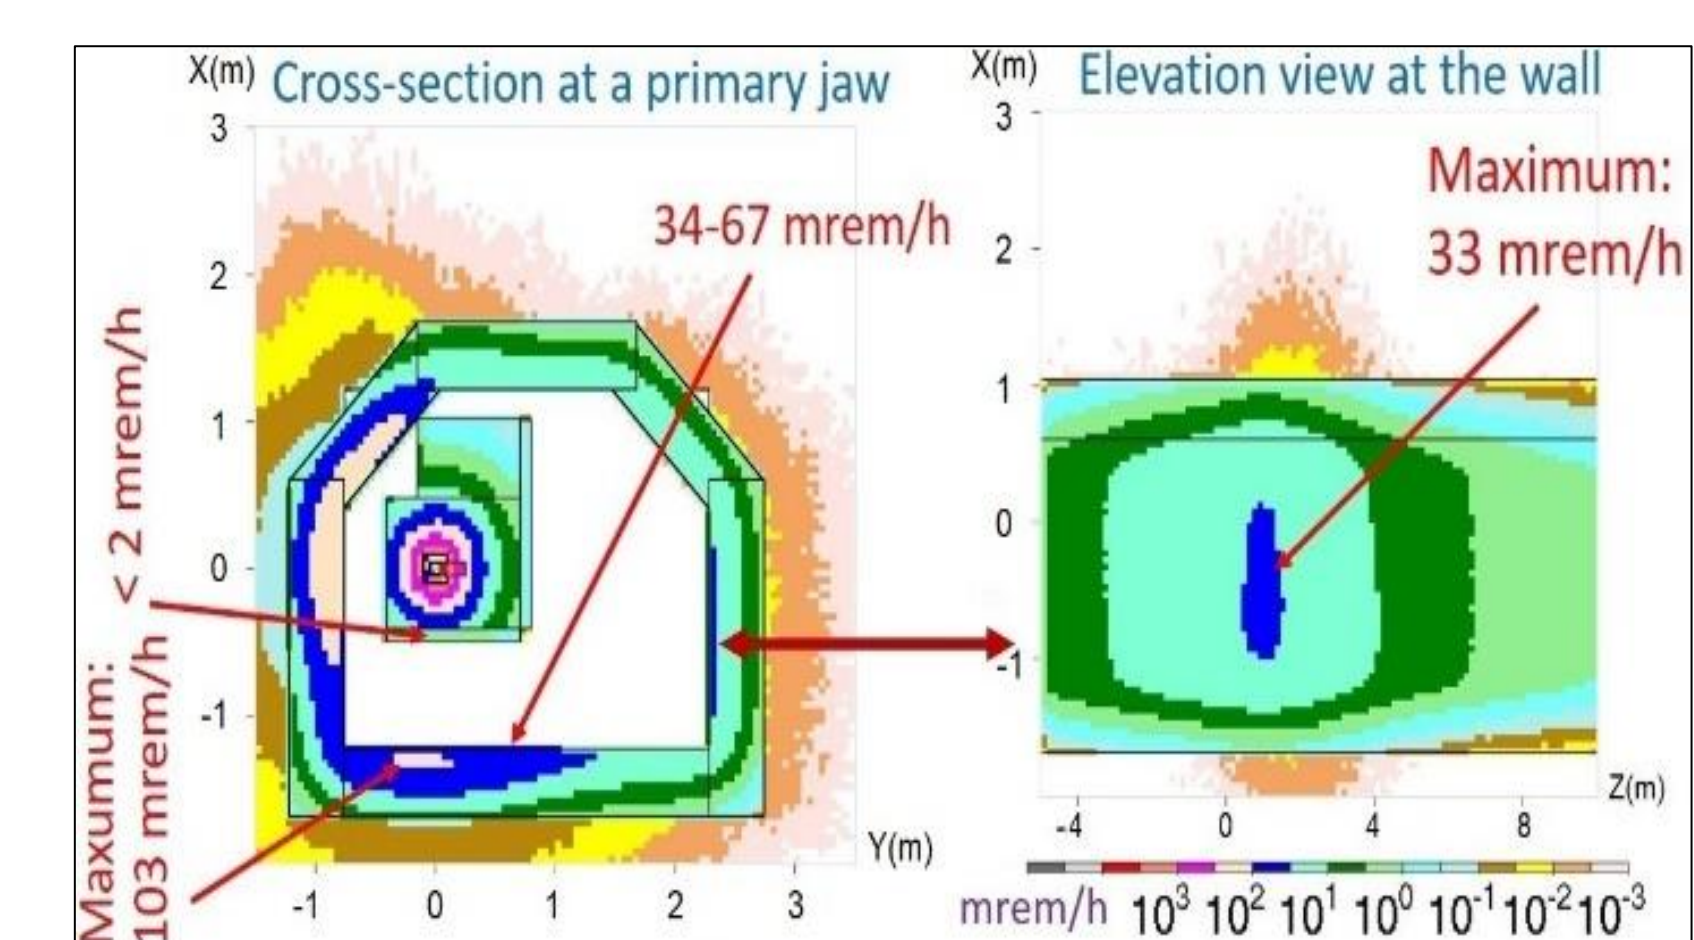 X(m) Cross-section at a primary jaw
3
2
1
0
-1
-1 0 1 2 3
Y(m)
34-67 mrem/h
< 2 mrem/h
Maxumum:
103 mrem/h
X(m) Elevation view at the wall
3
2
1
0
-1
-4 0 4 8
Z(m)
Maximum:
33 mrem/h
mrem/h 10³ 10² 10¹ 10⁰ 10⁻¹ 10⁻² 10⁻³